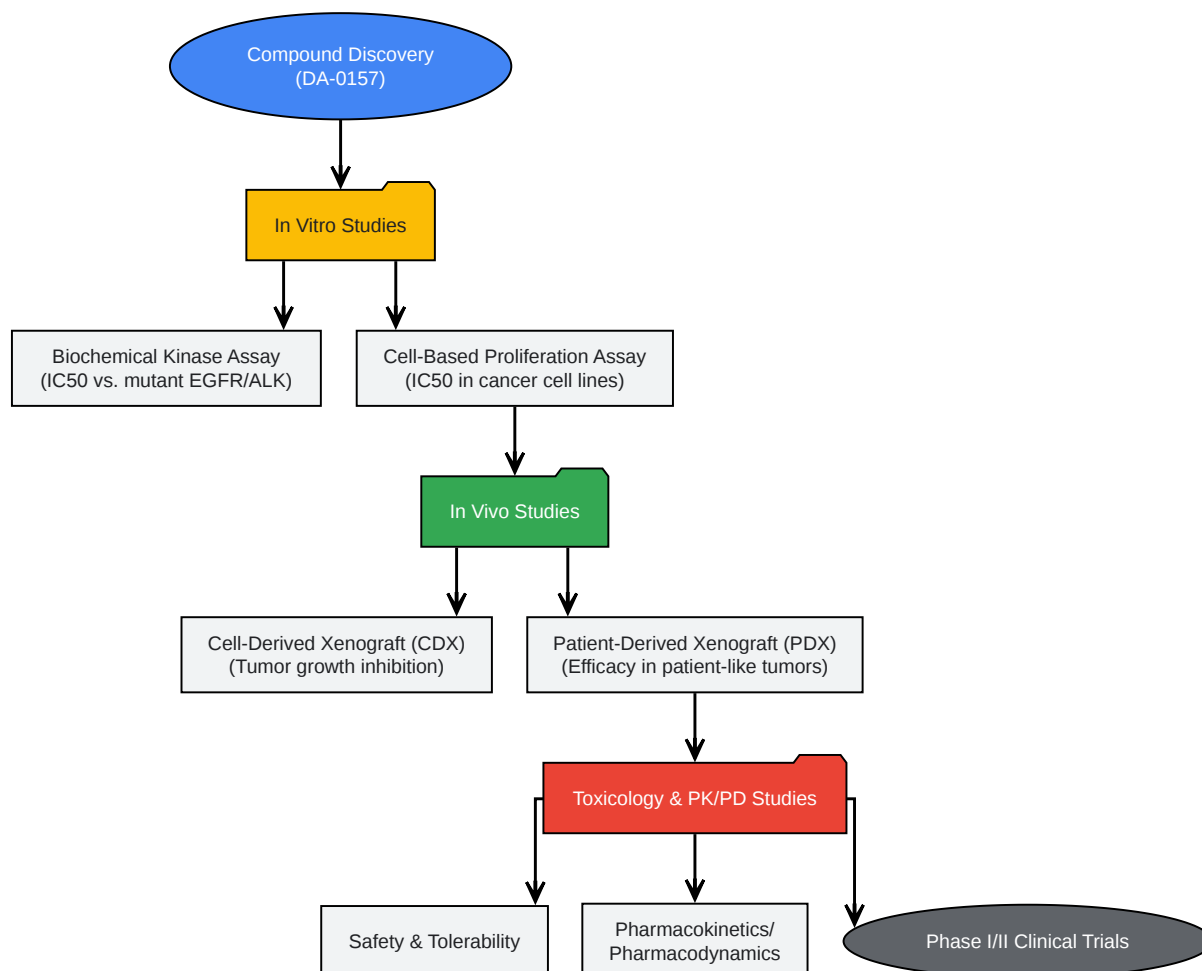 Compound Discovery
(DA-0157)
In Vitro Studies
Biochemical Kinase Assay
(IC50 vs. mutant EGFR/ALK)
Cell-Based Proliferation Assay
(IC50 in cancer cell lines)
In Vivo Studies
Cell-Derived Xenograft (CDX)
(Tumor growth inhibition)
Patient-Derived Xenograft (PDX)
(Efficacy in patient-like tumors)
Toxicology & PK/PD Studies
Safety & Tolerability
Pharmacokinetics/
Pharmacodynamics
Phase I/II Clinical Trials